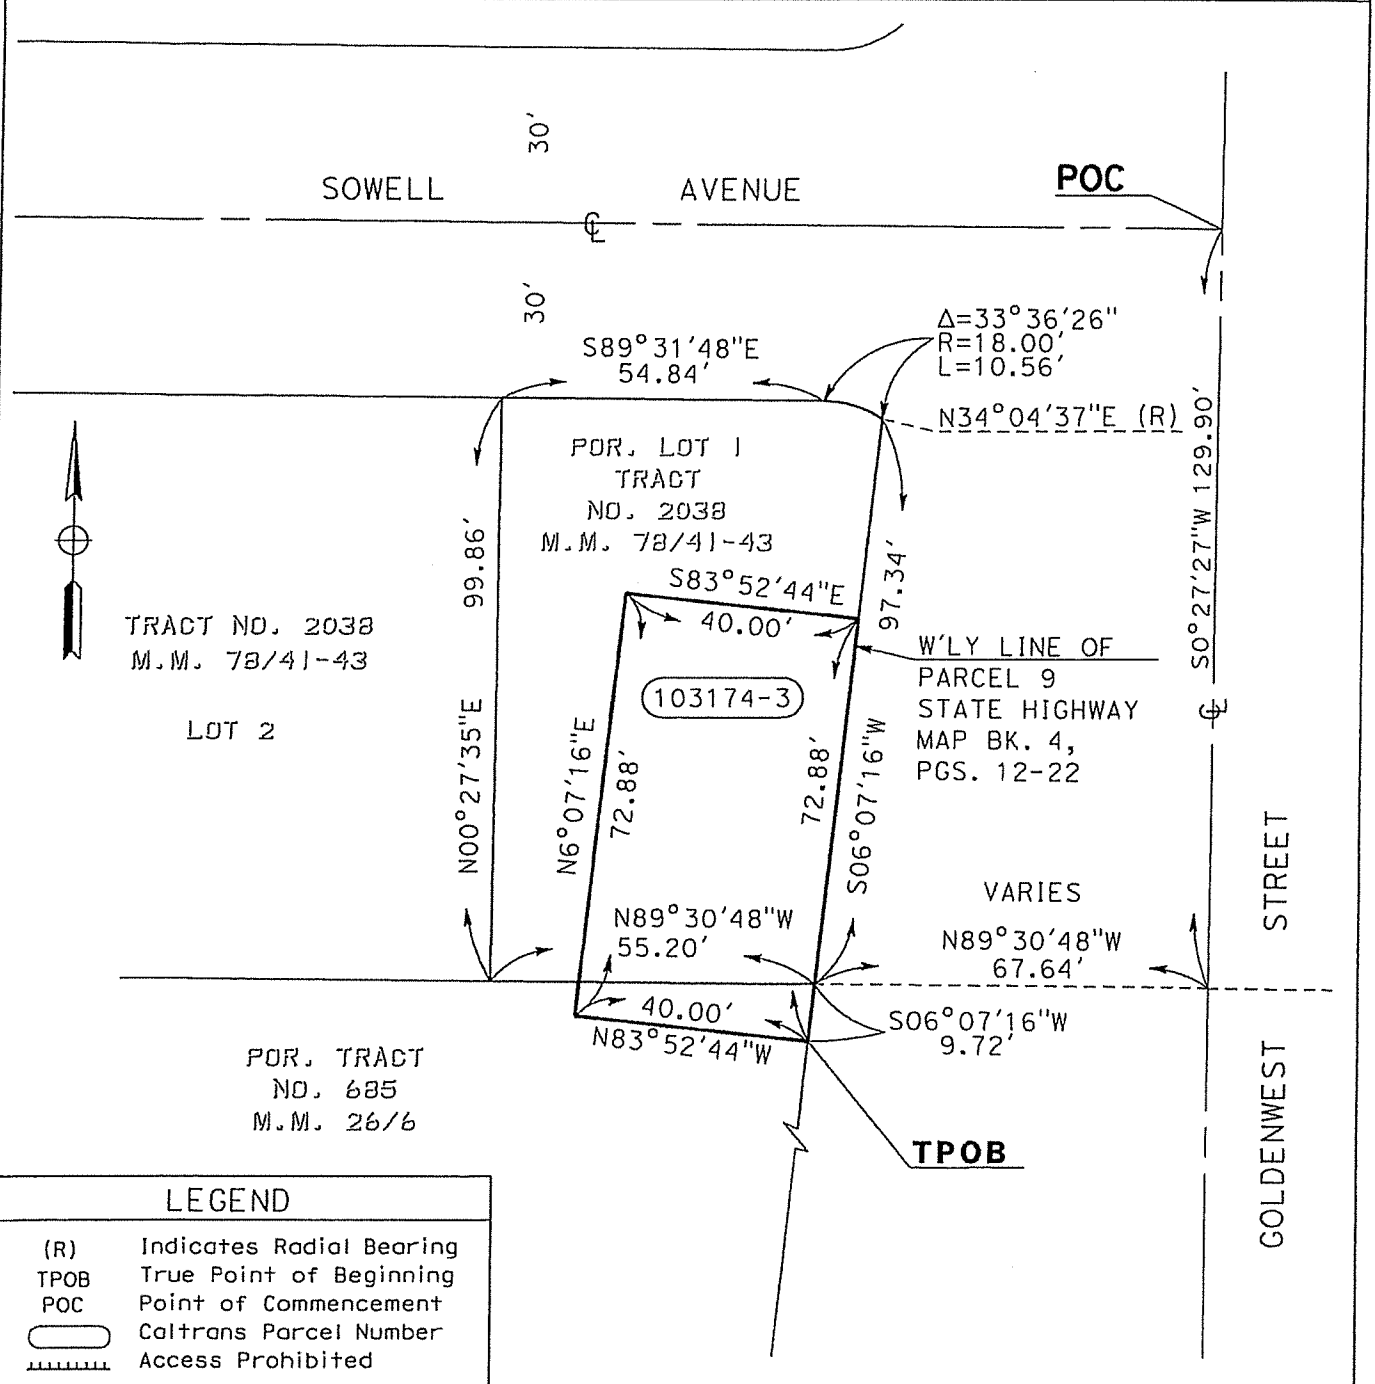 30'
SOWELL AVENUE
POC
℄
30'
Δ=33°36'26"
R=18.00'
L=10.56'
S89°31'48"E
54.84'
N34°04'37"E (R)
S0°27'27"W 129.90'
POR. LOT 1
TRACT
NO. 2038
M.M. 78/41-43
99.86'
N00°27'35"E
S83°52'44"E
40.00'
97.34'
TRACT NO. 2038
M.M. 78/41-43
LOT 2
W'LY LINE OF
PARCEL 9
STATE HIGHWAY
MAP BK. 4,
PGS. 12-22
103174-3
℄
N6°07'16"E
72.88'
72.88'
S06°07'16"W
VARIES
N89°30'48"W
55.20'
N89°30'48"W
67.64'
40.00'
N83°52'44"W
S06°07'16"W
9.72'
POR. TRACT
NO. 685
M.M. 26/6
TPOB
GOLDENWEST STREET
LEGEND
(R) Indicates Radial Bearing
TPOB True Point of Beginning
POC Point of Commencement
Caltrans Parcel Number
Access Prohibited